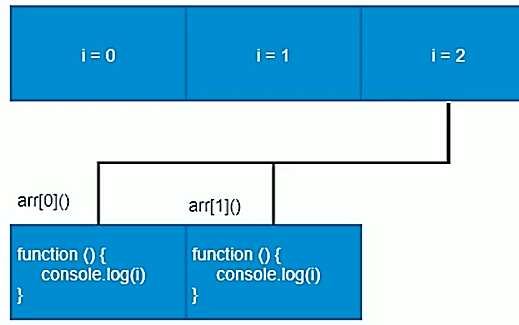 i = 0
i = 1
i = 2
arr[0]()
arr[1]()
function () {
console.log(i)
}
function () {
console.log(i)
}